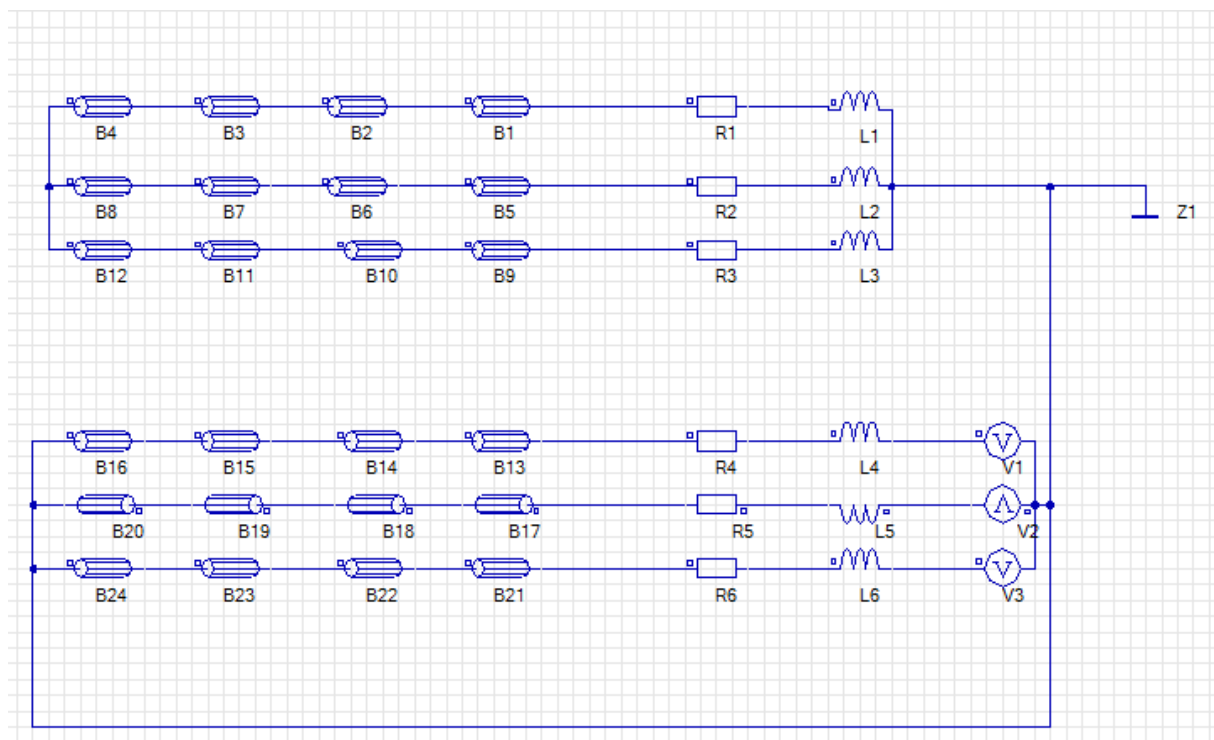 B4 B3 B2 B1 R1 L1
B8 B7 B6 B5 R2 L2 Z1
B12 B11 B10 B9 R3 L3
V
B16 B15 B14 B13 R4 L4 V1
V
B20 B19 B18 B17 R5 L5 V2
V
B24 B23 B22 B21 R6 L6 V3